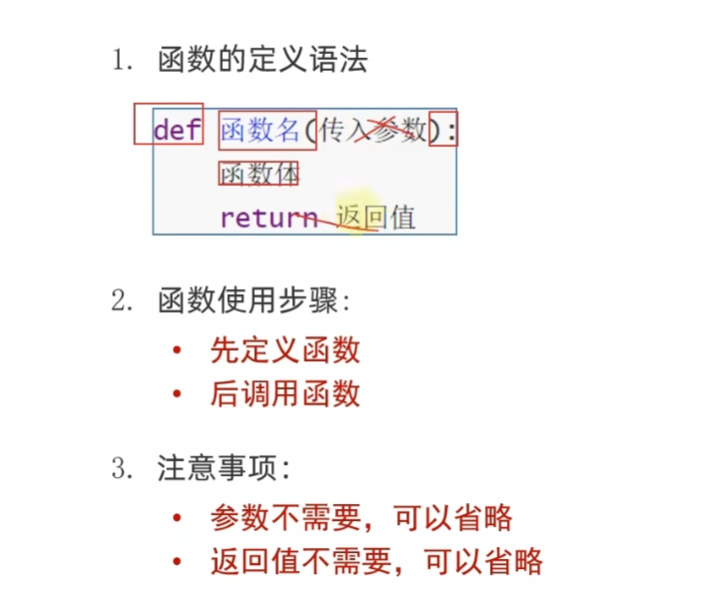 1. 函数的定义语法
def 函数名(传入参数):
函数体
return 返回值
2. 函数使用步骤:
• 先定义函数
• 后调用函数
3. 注意事项:
• 参数不需要，可以省略
• 返回值不需要，可以省略